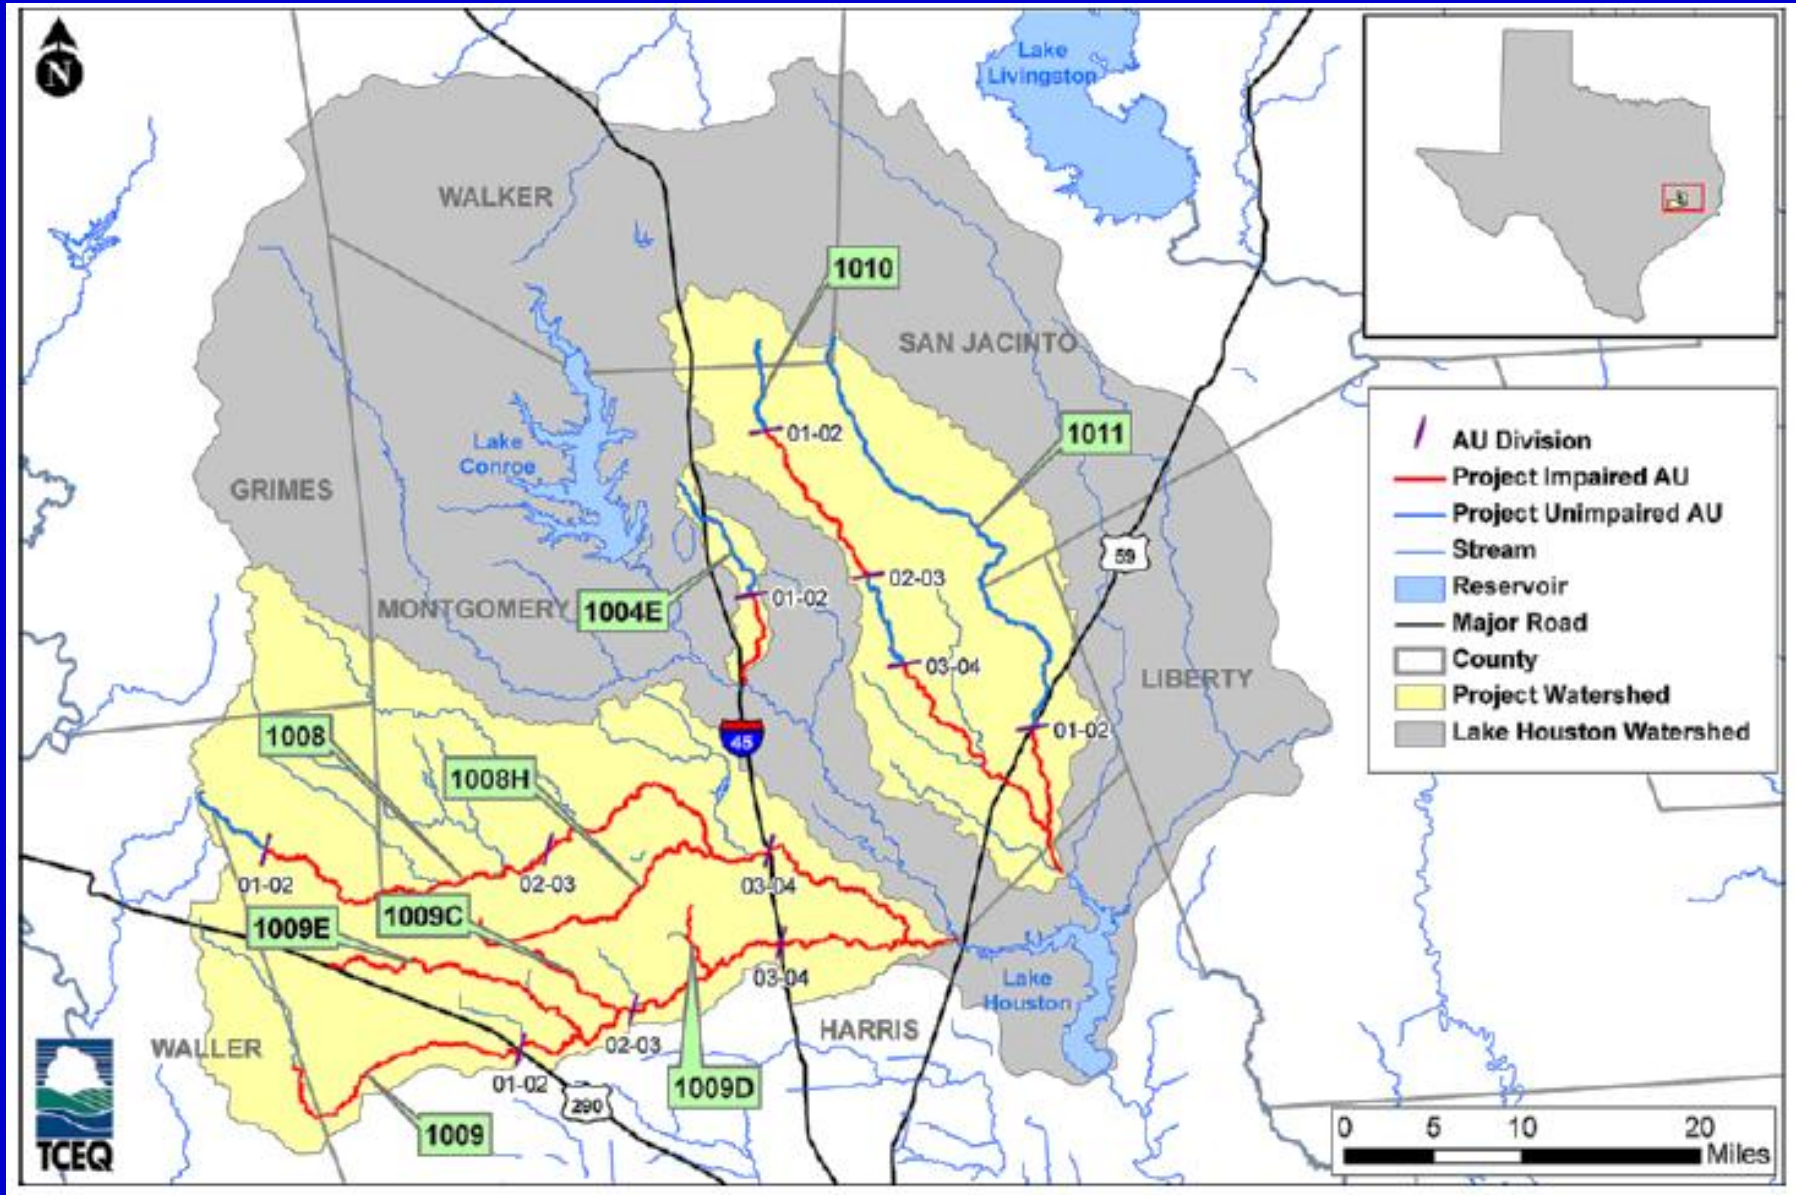 N
Lake
Livingston
WALKER
1010
SAN JACINTO
01-02
1011
Lake
Conroe
GRIMES
59
02-03
01-02
MONTGOMERY
1004E
03-04
LIBERTY
01-02
1008
45
1008H
01-02
02-03
03-04
1009C
1009E
03-04
Lake
Houston
HARRIS
WALLER
02-03
01-02
1009D
290
1009
TCEQ
AU Division
Project Impaired AU
Project Unimpaired AU
Stream
Reservoir
Major Road
County
Project Watershed
Lake Houston Watershed
0 5 10 20
Miles